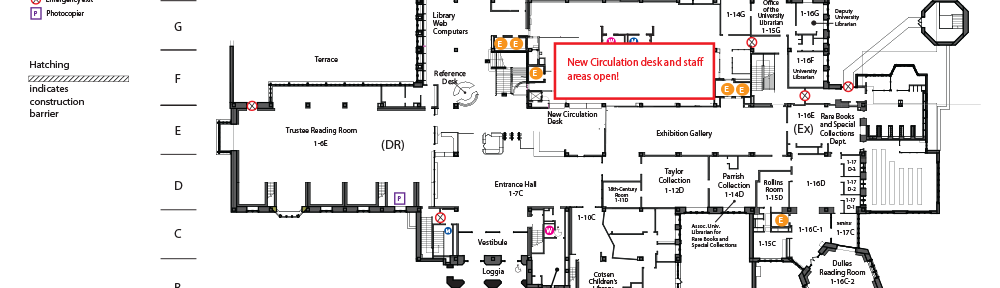 Emergency exit
P Photocopier
Hatching
indicates
construction
barrier
G
F
E
D
C
Library
Web
Computers
Terrace
Reference
Desk
E E
E
New Circulation desk and staff
areas open!
E E
New Circulation
Desk
Trustee Reading Room
1-6E
(DR)
P
Exhibition Gallery
1-14G
Office
of the
University
Librarian
1-15G
1-16G
Deputy
University
Librarian
1-16F
University
Librarian
1-16E
(Ex)
Rare Books
and Special
Collections
Dept.
Entrance Hall
1-7C
18th-Century
Room
1-11D
Taylor
Collection
1-12D
Parrish
Collection
1-14D
Rollins
Room
1-15D
1-16D
1-17
D-3
1-17
D-2
1-17
D-1
1-10C
Assoc. Univ.
Librarian for
Rare Books and
Special Collections
E
1-15C
1-16C-1
1-17C
Vestibule
Loggia
M
W
Cotsen
Children's
Dulles
Reading Room
1-16C-2